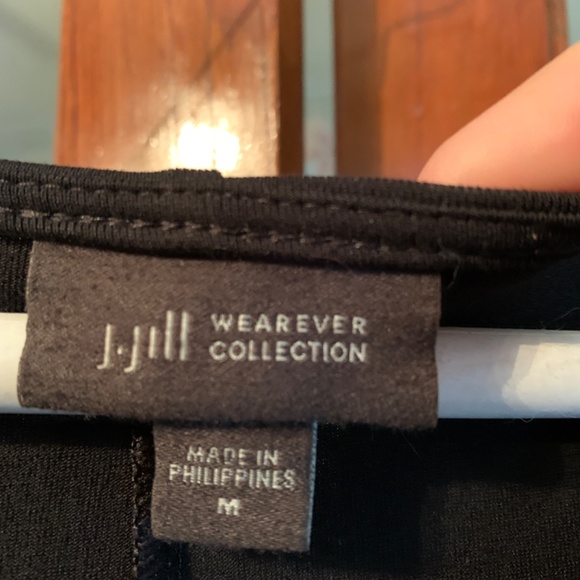 J.Jill WEAREVER
COLLECTION
MADE IN
PHILIPPINES
M